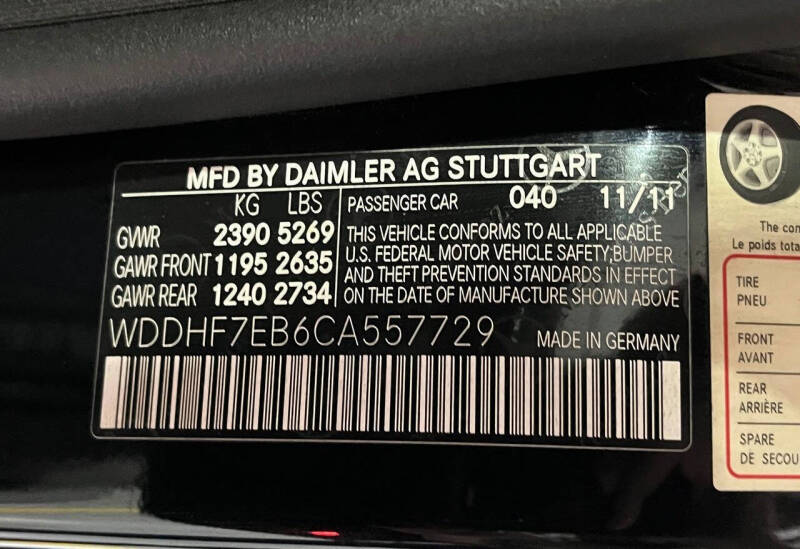 MFD BY DAIMLER AG STUTTGART
KG LBS
GVWR 2390 5269
GAWR FRONT 1195 2635
GAWR REAR 1240 2734
PASSENGER CAR 040 11/11
THIS VEHICLE CONFORMS TO ALL APPLICABLE
U.S. FEDERAL MOTOR VEHICLE SAFETY;BUMPER
AND THEFT PREVENTION STANDARDS IN EFFECT
ON THE DATE OF MANUFACTURE SHOWN ABOVE
WDDHF7EB6CA557729 MADE IN GERMANY
The
Le poids
TIRE
PNEU
FRONT
AVANT
REAR
ARRIÈRE
SPARE
DE